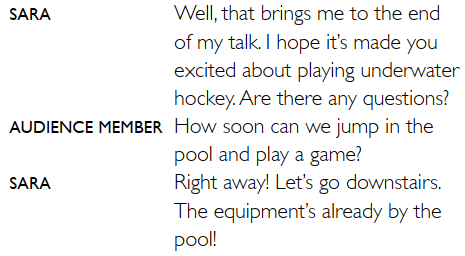 SARA Well, that brings me to the end
of my talk. I hope it’s made you
excited about playing underwater
hockey. Are there any questions?
AUDIENCE MEMBER How soon can we jump in the
pool and play a game?
SARA Right away! Let’s go downstairs.
The equipment’s already by the
pool!